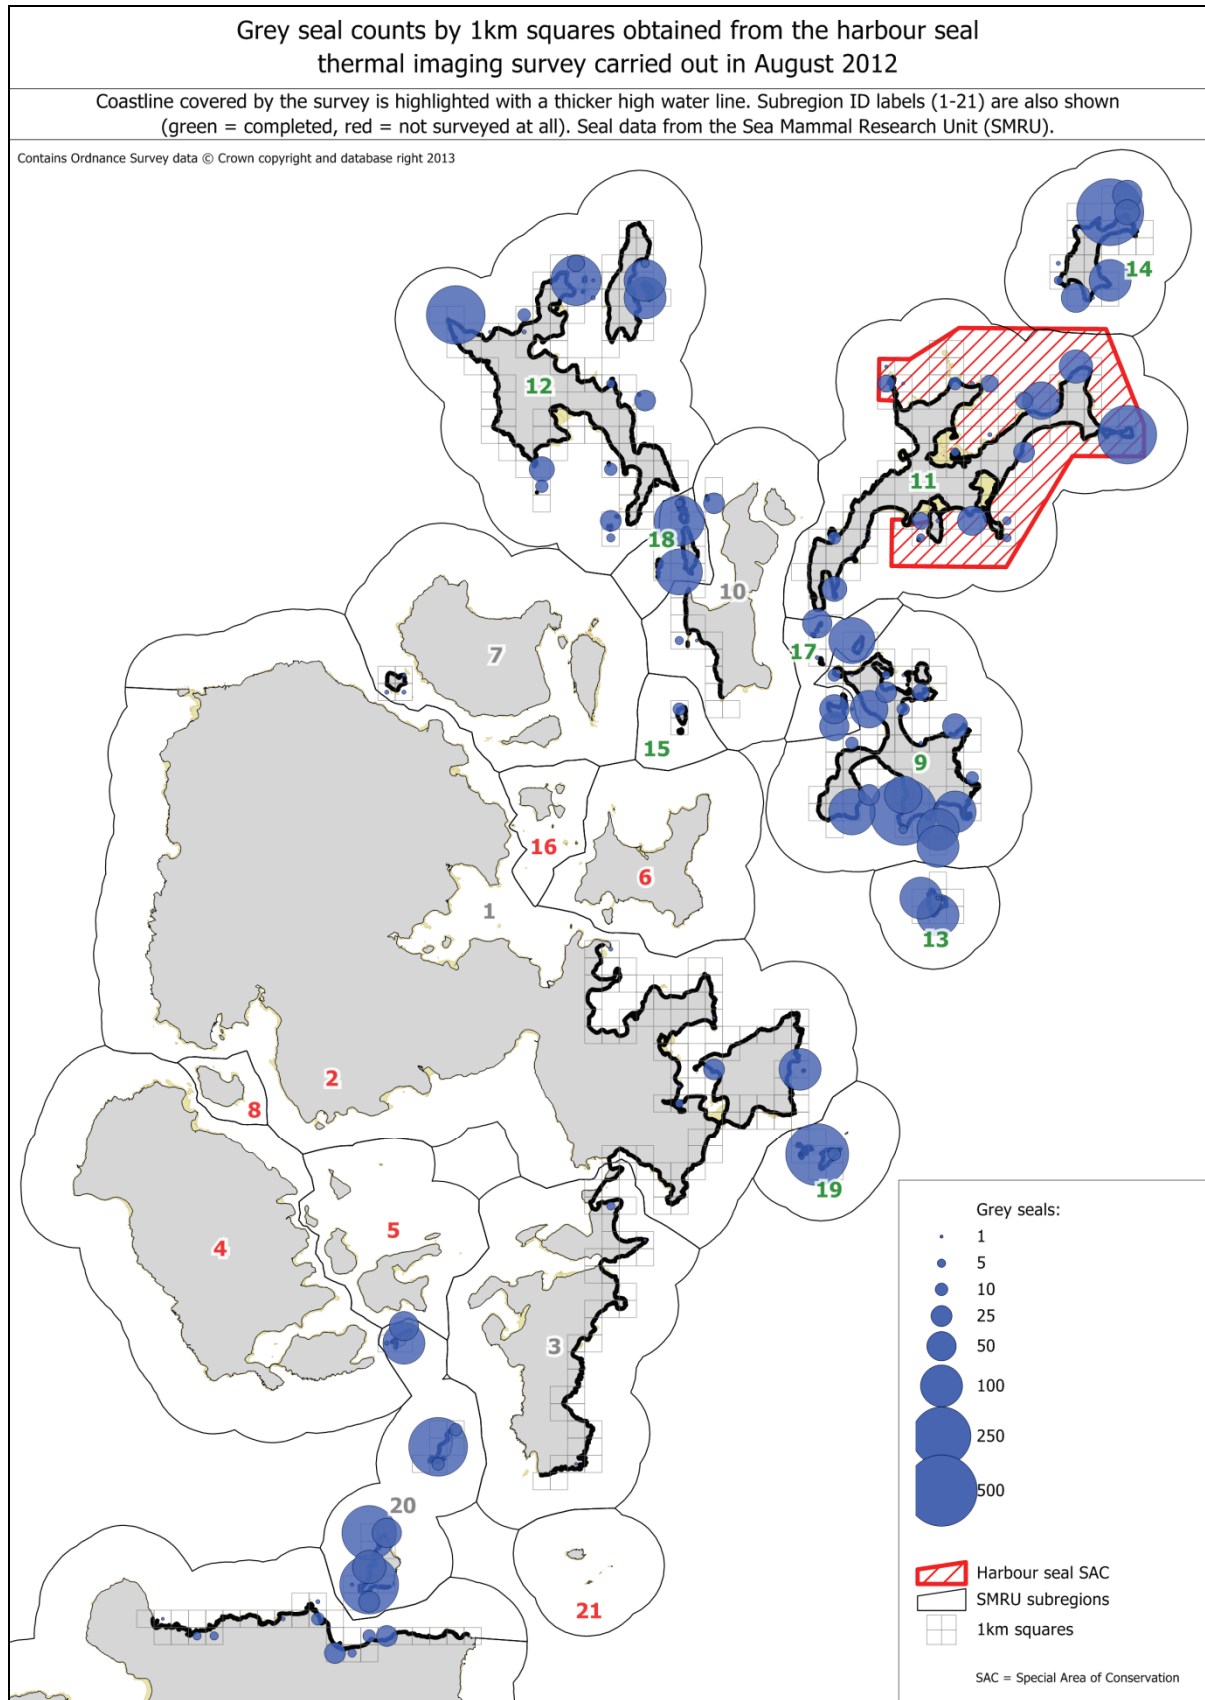 Grey seal counts by 1km squares obtained from the harbour seal
thermal imaging survey carried out in August 2012
Coastline covered by the survey is highlighted with a thicker high water line. Subregion ID labels (1-21) are also shown
(green = completed, red = not surveyed at all). Seal data from the Sea Mammal Research Unit (SMRU).
Contains Ordnance Survey data © Crown copyright and database right 2013
14
12
11
18
10
17
7
15
9
16
6
1
13
2
8
19
5
4
3
20
21
Grey seals:
1
5
10
25
50
100
250
500
Harbour seal SAC
SMRU subregions
1km squares
SAC = Special Area of Conservation